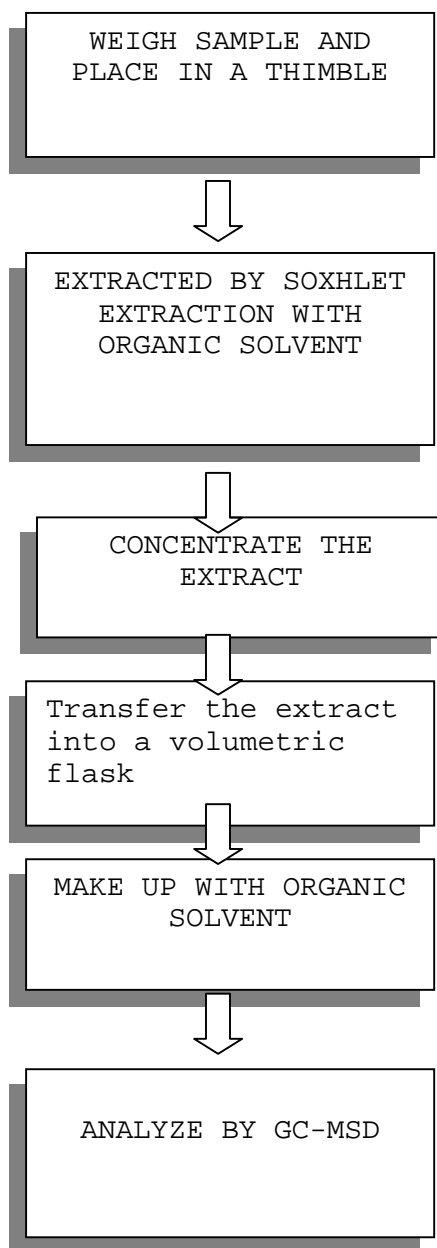 WEIGH SAMPLE AND
PLACE IN A THIMBLE
EXTRACTED BY SOXHLET
EXTRACTION WITH
ORGANIC SOLVENT
CONCENTRATE THE
EXTRACT
Transfer the extract
into a volumetric
flask
MAKE UP WITH ORGANIC
SOLVENT
ANALYZE BY GC-MSD